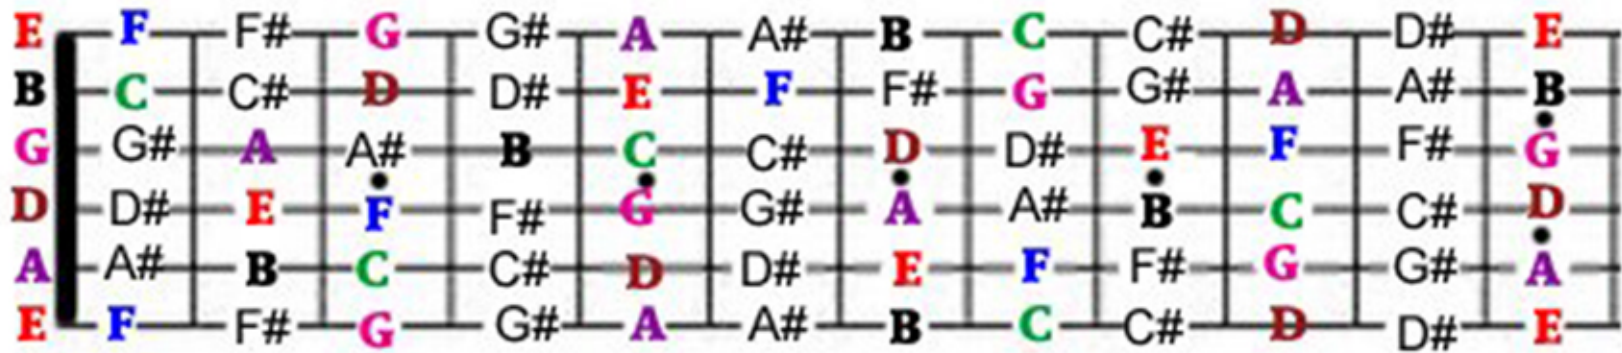 E F F# G G# A A# B C C# D D# E
B C C# D D# E F F# G G# A A# B
G G# A A# B C C# D D# E F F# G
D D# E F F# G G# A A# B C C# D
A A# B C C# D D# E F F# G G# A
E F F# G G# A A# B C C# D D# E